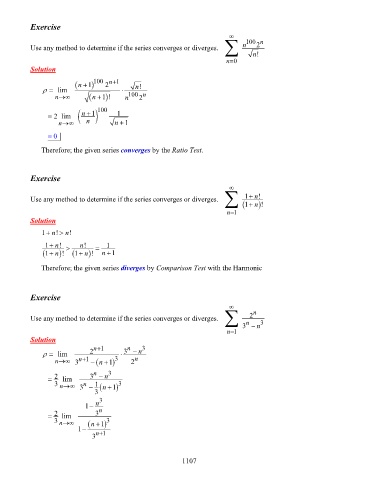 Exercise
Use any method to determine if the series converges or diverges. $\sum_{n=0}^{\infty} \frac{n^{100} 2^n}{\sqrt{n!}}$
Solution
$\rho = \lim_{n\to\infty} \frac{(n+1)^{100} 2^{n+1}}{\sqrt{(n+1)!}} \cdot \frac{\sqrt{n!}}{n^{100} 2^n}$
$= 2 \lim_{n\to\infty} \left(\frac{n+1}{n}\right)^{100} \frac{1}{\sqrt{n+1}}$
= 0 |
Therefore; the given series converges by the Ratio Test.
Exercise
Use any method to determine if the series converges or diverges. $\sum_{n=1}^{\infty} \frac{1+n!}{(1+n)!}$
Solution
1 + n! > n!
$\frac{1+n!}{(1+n)!} > \frac{n!}{(1+n)!} = \frac{1}{n+1}$
Therefore; the given series diverges by Comparison Test with the Harmonic
Exercise
Use any method to determine if the series converges or diverges. $\sum_{n=1}^{\infty} \frac{2^n}{3^n - n^3}$
Solution
$\rho = \lim_{n\to\infty} \frac{2^{n+1}}{3^{n+1} - (n+1)^3} \cdot \frac{3^n - n^3}{2^n}$
$= \frac{2}{3} \lim_{n\to\infty} \frac{3^n - n^3}{3^n - \frac{1}{3}(n+1)^3}$
$= \frac{2}{3} \lim_{n\to\infty} \frac{1 - \frac{n^3}{3^n}}{1 - \frac{(n+1)^3}{3^{n+1}}}$
1107